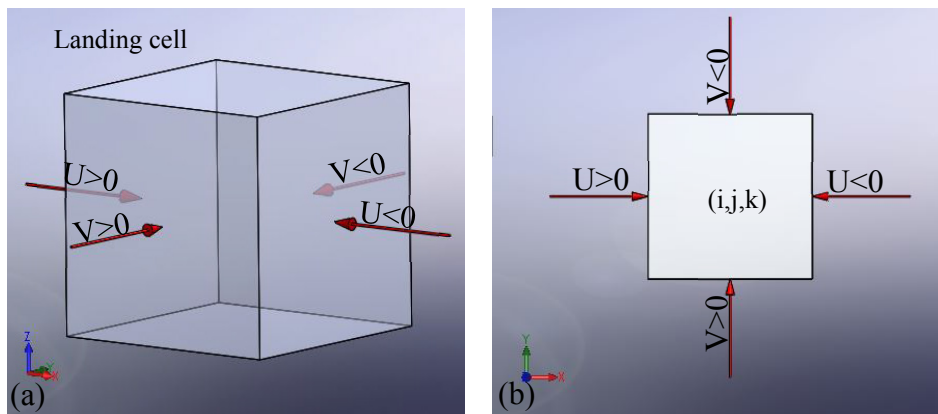 Landing cell
U>0
V<0
V>0
U<0
Z
Y
X
(a)
V<0
U>0
U<0
(i,j,k)
V>0
Y
X
(b)